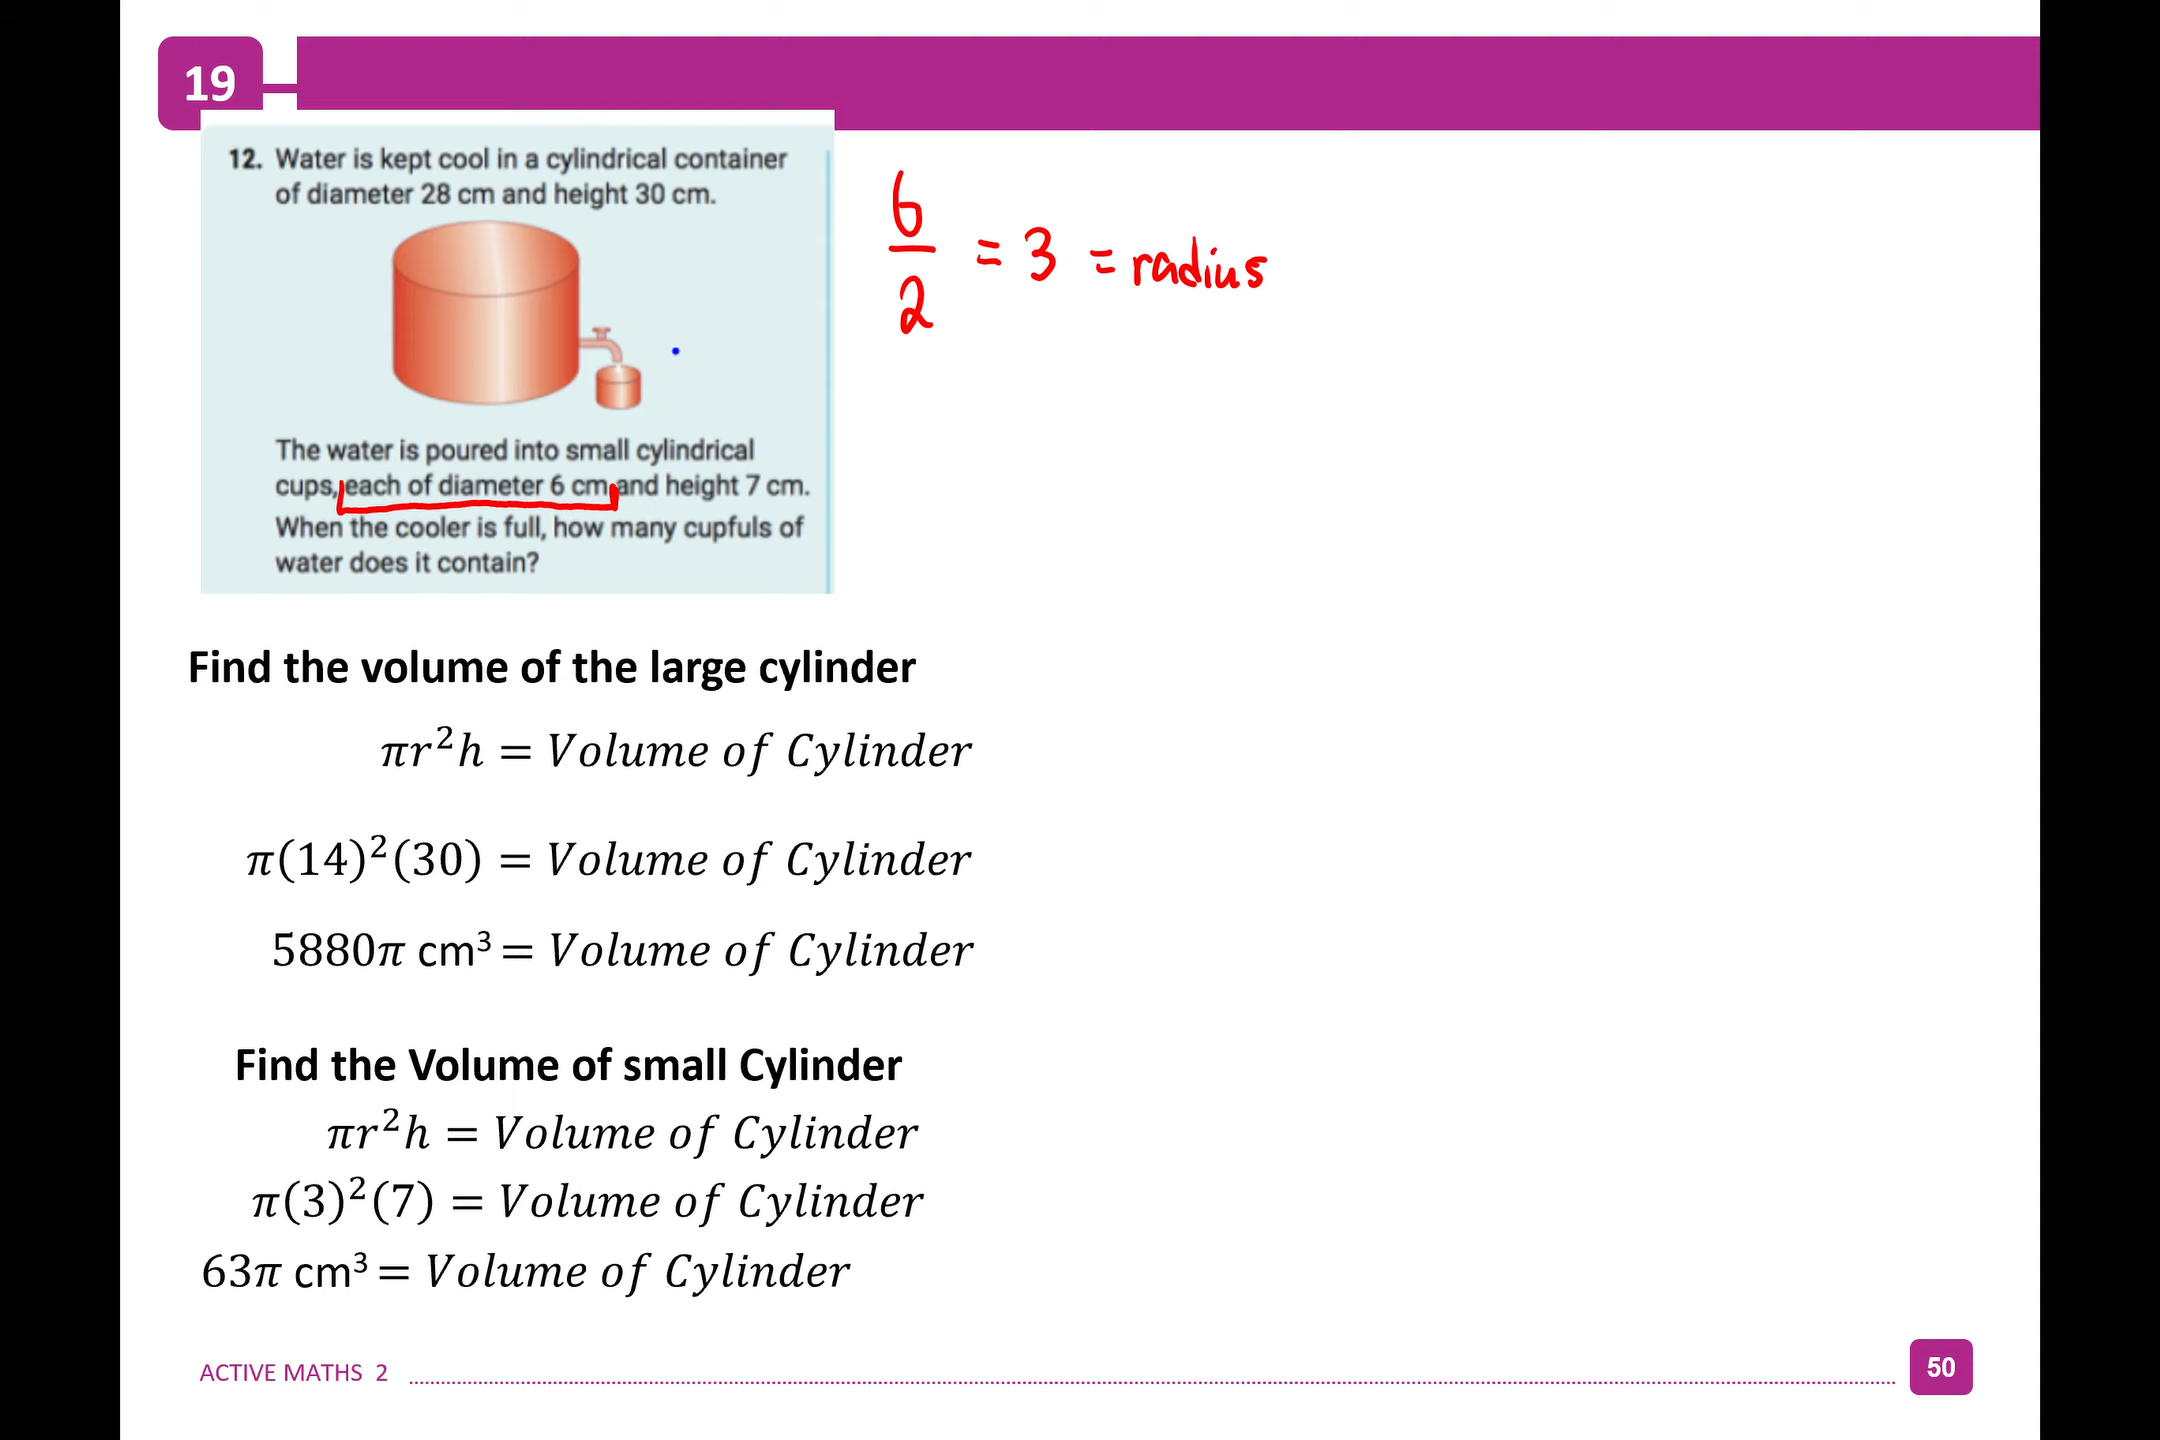 19
12. Water is kept cool in a cylindrical container
of diameter 28 cm and height 30 cm.
6/2 = 3 = radius
The water is poured into small cylindrical
cups, each of diameter 6 cm and height 7 cm.
When the cooler is full, how many cupfuls of
water does it contain?
Find the volume of the large cylinder
πr²h = Volume of Cylinder
π(14)²(30) = Volume of Cylinder
5880π cm³ = Volume of Cylinder
Find the Volume of small Cylinder
πr²h = Volume of Cylinder
π(3)²(7) = Volume of Cylinder
63π cm³ = Volume of Cylinder
ACTIVE MATHS 2
50